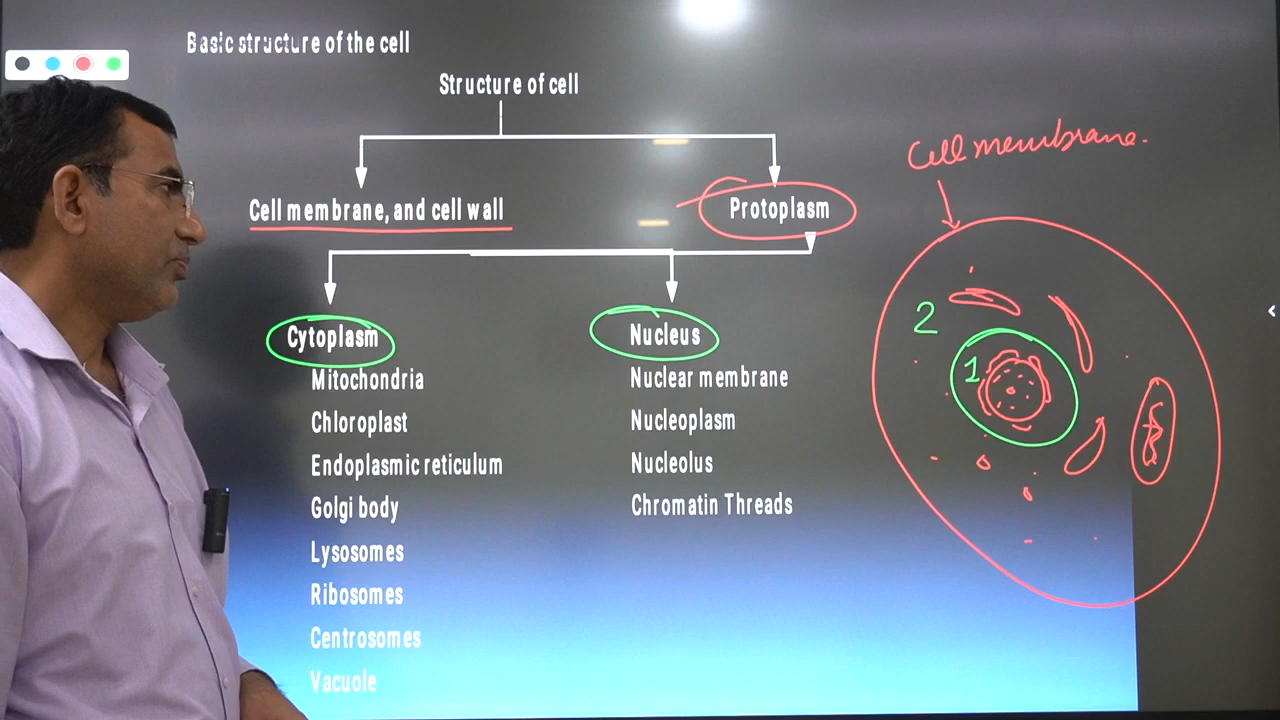 Basic structure of the cell
Structure of cell
Cell membrane.
Cell membrane, and cell wall
Protoplasm
Cytoplasm
Nucleus
Mitochondria
Nuclear membrane
Chloroplast
Nucleoplasm
Endoplasmic reticulum
Nucleolus
Golgi body
Chromatin Threads
Lysosomes
Ribosomes
Centrosomes
Vacuole
2
1